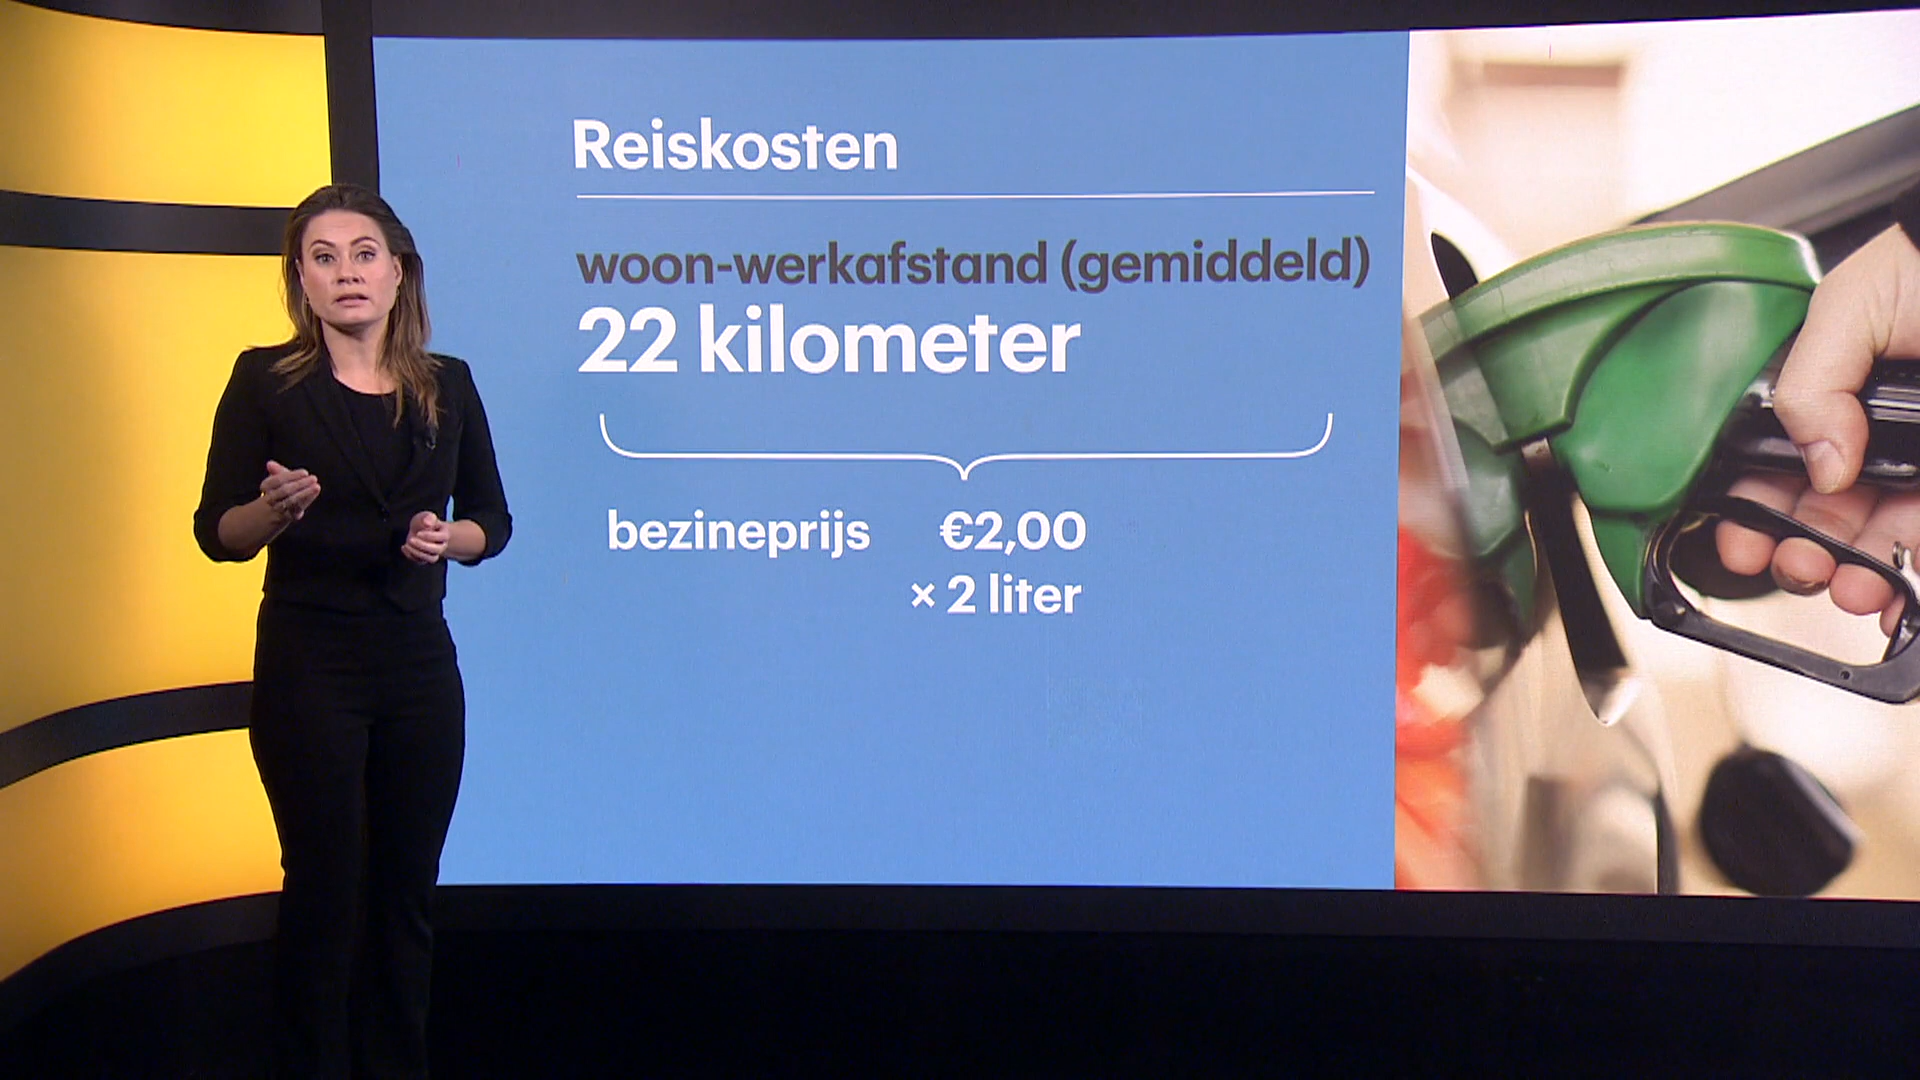 Reiskosten
woon-werkafstand (gemiddeld)
22 kilometer
bezineprijs €2,00
× 2 liter